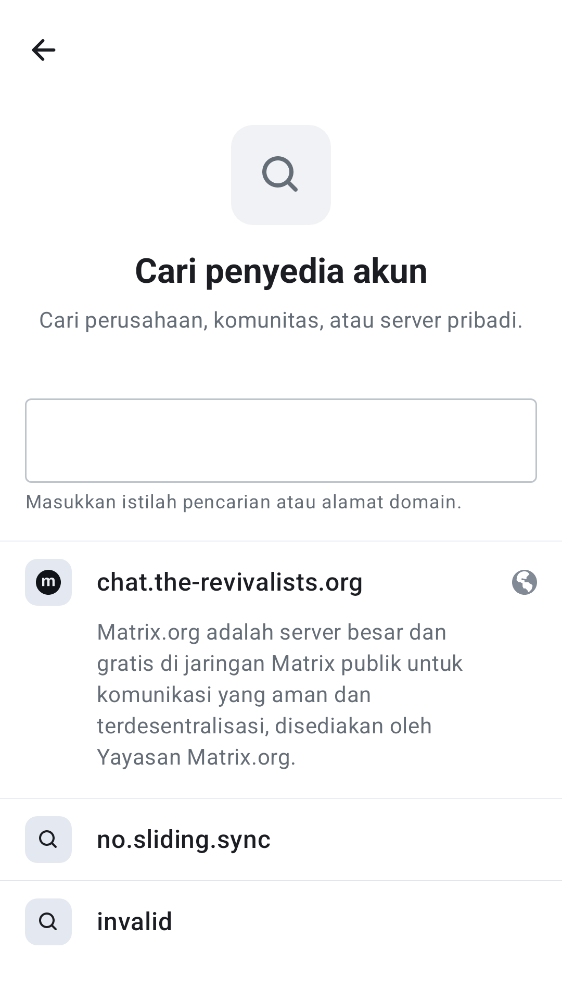 Cari penyedia akun
Cari perusahaan, komunitas, atau server pribadi.
Masukkan istilah pencarian atau alamat domain.
m
chat.the-revivalists.org
Matrix.org adalah server besar dan
gratis di jaringan Matrix publik untuk
komunikasi yang aman dan
terdesentralisasi, disediakan oleh
Yayasan Matrix.org.
no.sliding.sync
invalid